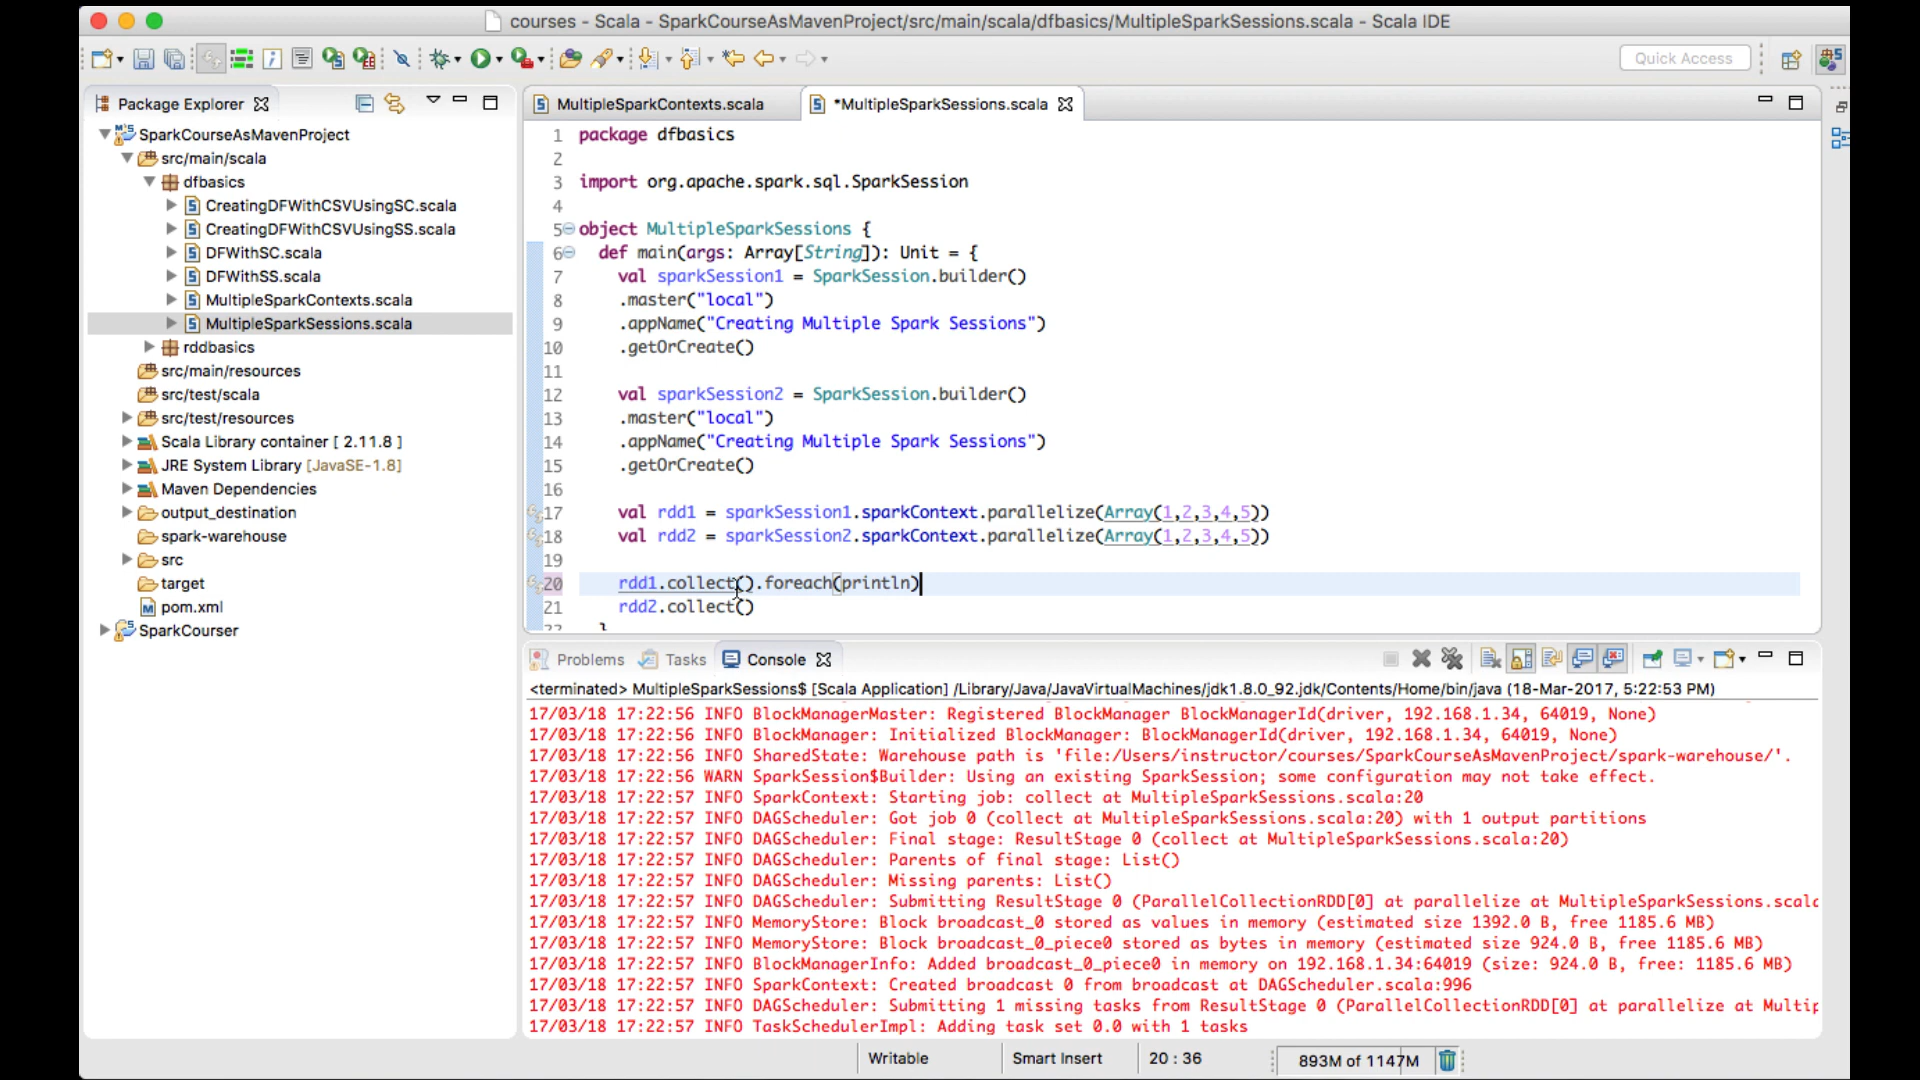 courses - Scala - SparkCourseAsMavenProject/src/main/scala/dfbasics/MultipleSparkSessions.scala - Scala IDE
Quick Access
Package Explorer
MultipleSparkContexts.scala
*MultipleSparkSessions.scala
SparkCourseAsMavenProject
src/main/scala
dfbasics
CreatingDFWithCSVUsingSC.scala
CreatingDFWithCSVUsingSS.scala
DFWithSC.scala
DFWithSS.scala
MultipleSparkContexts.scala
MultipleSparkSessions.scala
rddbasics
src/main/resources
src/test/scala
src/test/resources
Scala Library container [ 2.11.8 ]
JRE System Library [JavaSE-1.8]
Maven Dependencies
output_destination
spark-warehouse
src
target
pom.xml
SparkCourser
1 package dfbasics
2
3 import org.apache.spark.sql.SparkSession
4
5 object MultipleSparkSessions {
6 def main(args: Array[String]): Unit = {
7 val sparkSession1 = SparkSession.builder()
8 .master("local")
9 .appName("Creating Multiple Spark Sessions")
10 .getOrCreate()
11
12 val sparkSession2 = SparkSession.builder()
13 .master("local")
14 .appName("Creating Multiple Spark Sessions")
15 .getOrCreate()
16
17 val rdd1 = sparkSession1.sparkContext.parallelize(Array(1,2,3,4,5))
18 val rdd2 = sparkSession2.sparkContext.parallelize(Array(1,2,3,4,5))
19
20 rdd1.collect().foreach(println)
21 rdd2.collect()
22 }
Problems Tasks Console
<terminated> MultipleSparkSessions$ [Scala Application] /Library/Java/JavaVirtualMachines/jdk1.8.0_92.jdk/Contents/Home/bin/java (18-Mar-2017, 5:22:53 PM)
17/03/18 17:22:56 INFO BlockManagerMaster: Registered BlockManager BlockManagerId(driver, 192.168.1.34, 64019, None)
17/03/18 17:22:56 INFO BlockManager: Initialized BlockManager: BlockManagerId(driver, 192.168.1.34, 64019, None)
17/03/18 17:22:56 INFO SharedState: Warehouse path is 'file:/Users/instructor/courses/SparkCourseAsMavenProject/spark-warehouse/'.
17/03/18 17:22:56 WARN SparkSession$Builder: Using an existing SparkSession; some configuration may not take effect.
17/03/18 17:22:57 INFO SparkContext: Starting job: collect at MultipleSparkSessions.scala:20
17/03/18 17:22:57 INFO DAGScheduler: Got job 0 (collect at MultipleSparkSessions.scala:20) with 1 output partitions
17/03/18 17:22:57 INFO DAGScheduler: Final stage: ResultStage 0 (collect at MultipleSparkSessions.scala:20)
17/03/18 17:22:57 INFO DAGScheduler: Parents of final stage: List()
17/03/18 17:22:57 INFO DAGScheduler: Missing parents: List()
17/03/18 17:22:57 INFO DAGScheduler: Submitting ResultStage 0 (ParallelCollectionRDD[0] at parallelize at MultipleSparkSessions.scala
17/03/18 17:22:57 INFO MemoryStore: Block broadcast_0 stored as values in memory (estimated size 1392.0 B, free 1185.6 MB)
17/03/18 17:22:57 INFO MemoryStore: Block broadcast_0_piece0 stored as bytes in memory (estimated size 924.0 B, free 1185.6 MB)
17/03/18 17:22:57 INFO BlockManagerInfo: Added broadcast_0_piece0 in memory on 192.168.1.34:64019 (size: 924.0 B, free: 1185.6 MB)
17/03/18 17:22:57 INFO SparkContext: Created broadcast 0 from broadcast at DAGScheduler.scala:996
17/03/18 17:22:57 INFO DAGScheduler: Submitting 1 missing tasks from ResultStage 0 (ParallelCollectionRDD[0] at parallelize at Multip
17/03/18 17:22:57 INFO TaskSchedulerImpl: Adding task set 0.0 with 1 tasks
Writable Smart Insert 20 : 36 893M of 1147M